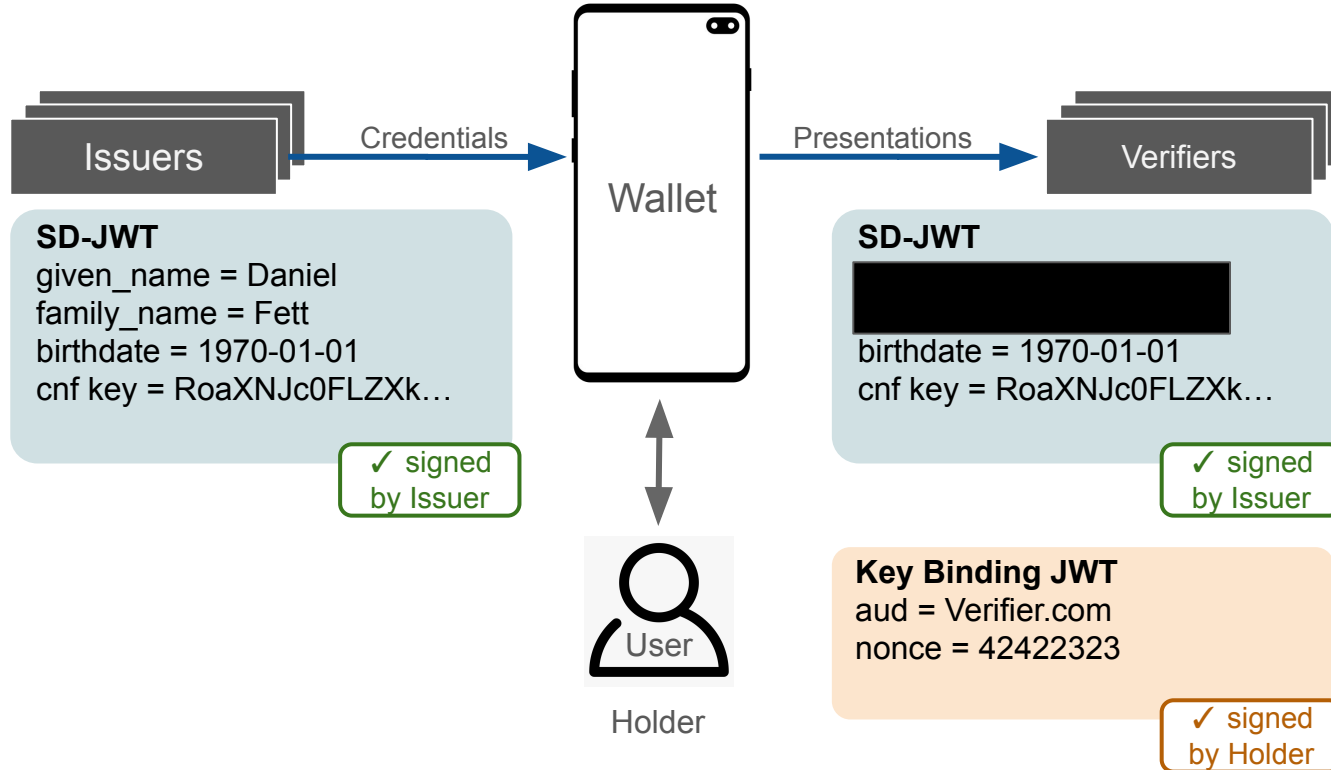 Issuers
Credentials
Wallet
Presentations
Verifiers
SD-JWT
given_name = Daniel
family_name = Fett
birthdate = 1970-01-01
cnf key = RoaXNJc0FLZXk…
✓ signed
by Issuer
SD-JWT
birthdate = 1970-01-01
cnf key = RoaXNJc0FLZXk…
✓ signed
by Issuer
User
Holder
Key Binding JWT
aud = Verifier.com
nonce = 42422323
✓ signed
by Holder